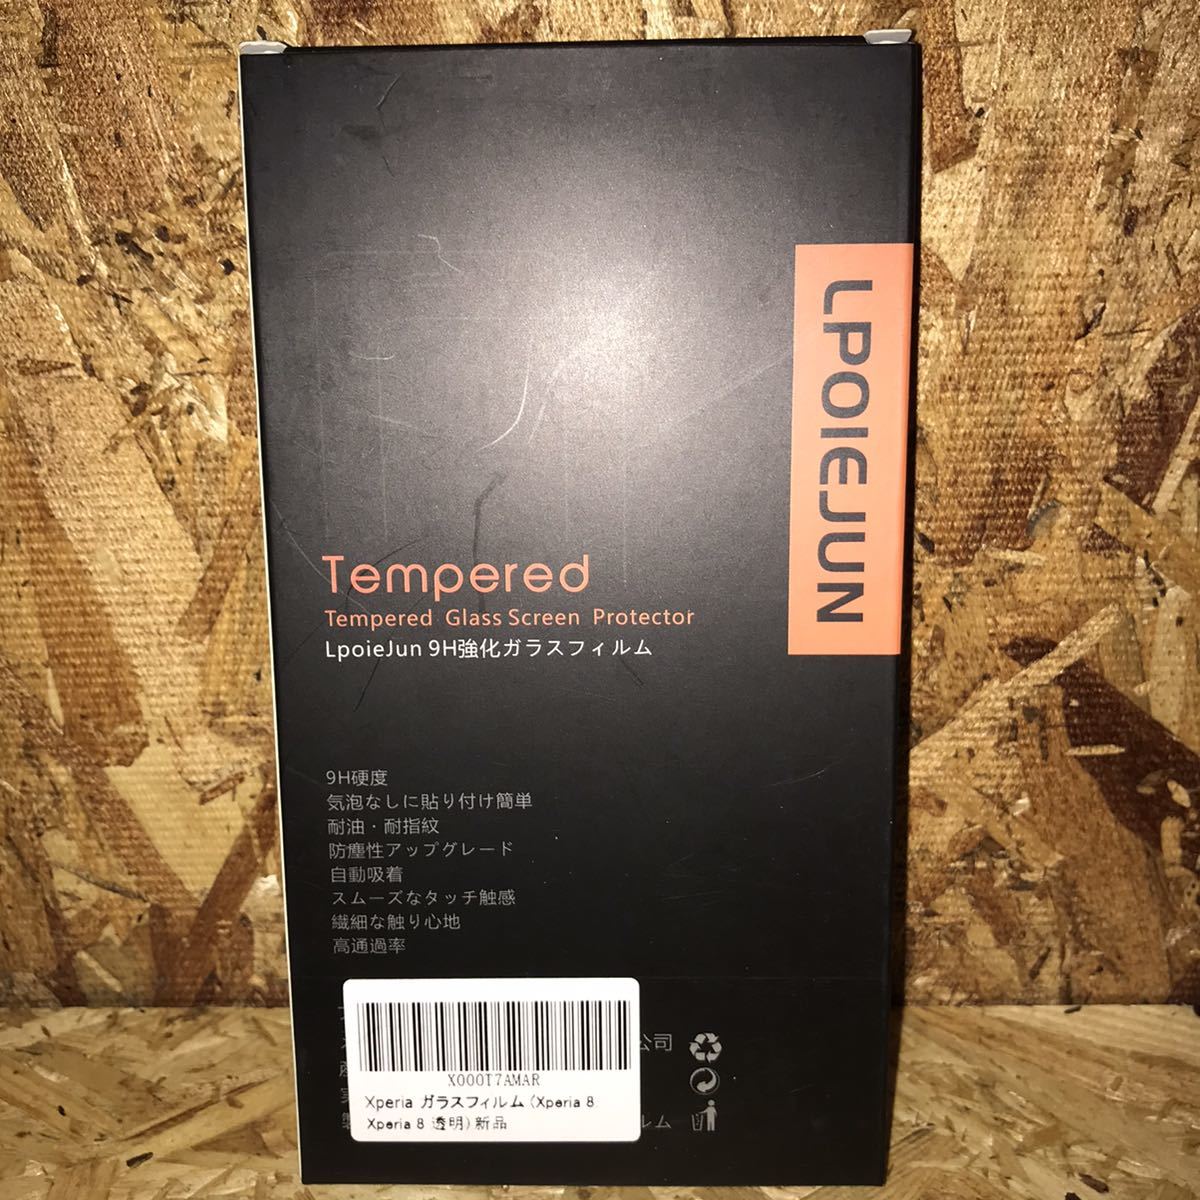 LPOIEJUN
Tempered
Tempered Glass Screen Protector
LpoieJun 9H強化ガラスフィルム
9H硬度
気泡なしに貼り付け簡単
耐油・耐指紋
防塵性アップグレード
自動吸着
スムーズなタッチ触感
繊細な触り心地
高通過率
公司
ルム
X000T7AMAR
Xperia ガラスフィルム (Xperia 8
Xperia 8 透明) 新品